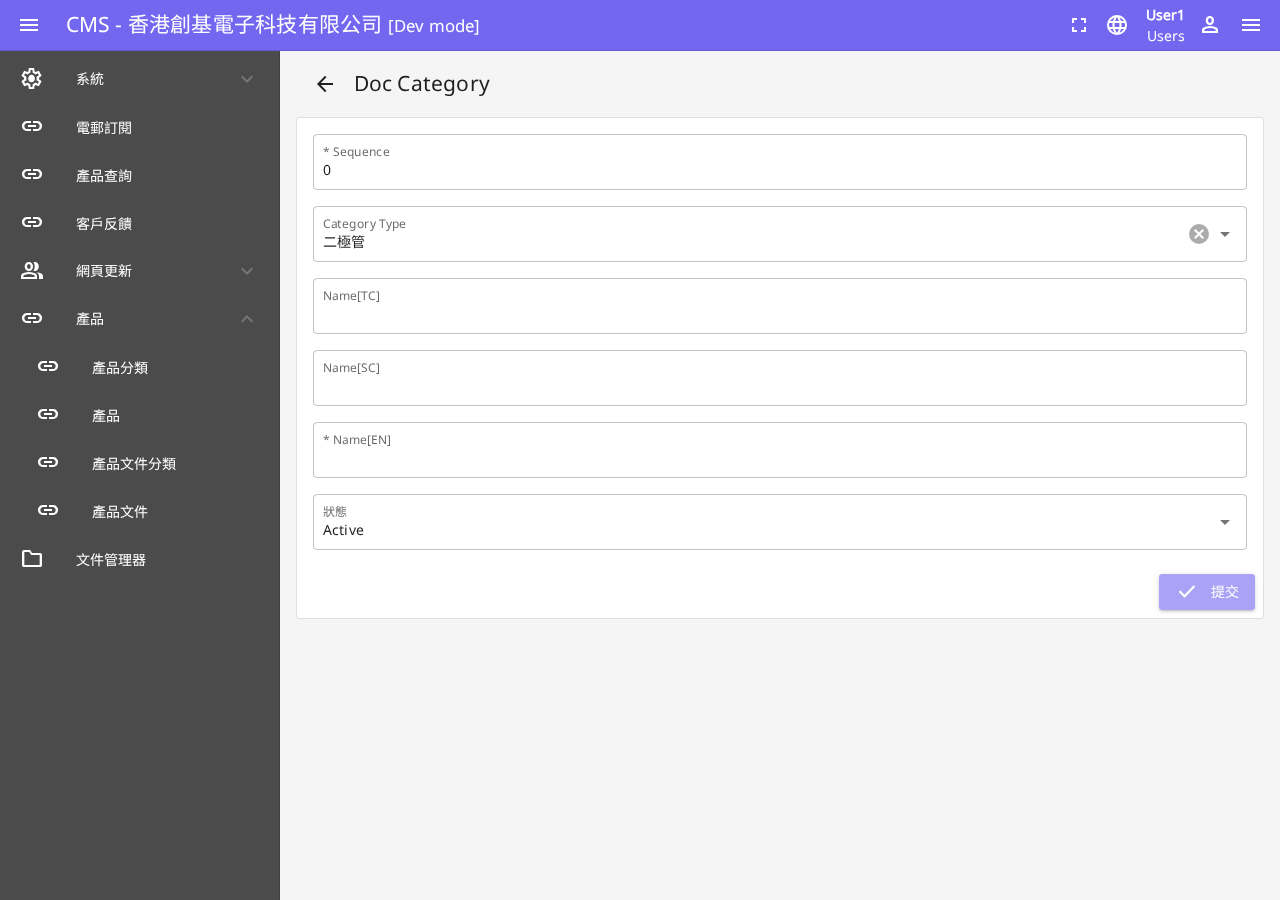 CMS - 香港創基電子科技有限公司 [Dev mode]
User1
Users
系統
電郵訂閱
產品查詢
客戶反饋
網頁更新
產品
產品分類
產品
產品文件分類
產品文件
文件管理器
Doc Category
* Sequence
0
Category Type
二極管
Name[TC]
Name[SC]
* Name[EN]
狀態
Active
提交